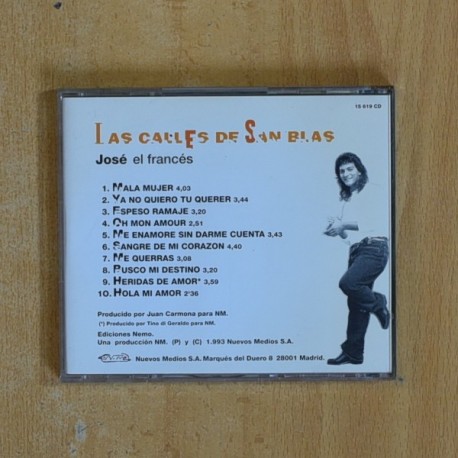 15 619 CD
LAS CALLES DE SAN BLAS
José el francés
1. MALA MUJER 4,03
2. YA NO QUIERO TU QUERER 3,44
3. ESPESO RAMAJE 3,20
4. OH MON AMOUR 2,51
5. ME ENAMORE SIN DARME CUENTA 3,43
6. SANGRE DE MI CORAZON 4,40
7. ME QUERRAS 3,08
8. BUSCO MI DESTINO 3,20
9. HERIDAS DE AMOR* 3,59
10. HOLA MI AMOR 2'36
Producido por Juan Carmona para NM.
(*) Producido por Tino di Geraldo para NM.
Ediciones Nemo.
Una producción NM. (P) y (C) 1.993 Nuevos Medios S.A.
Nuevos Medios S.A. Marqués del Duero 8 28001 Madrid.